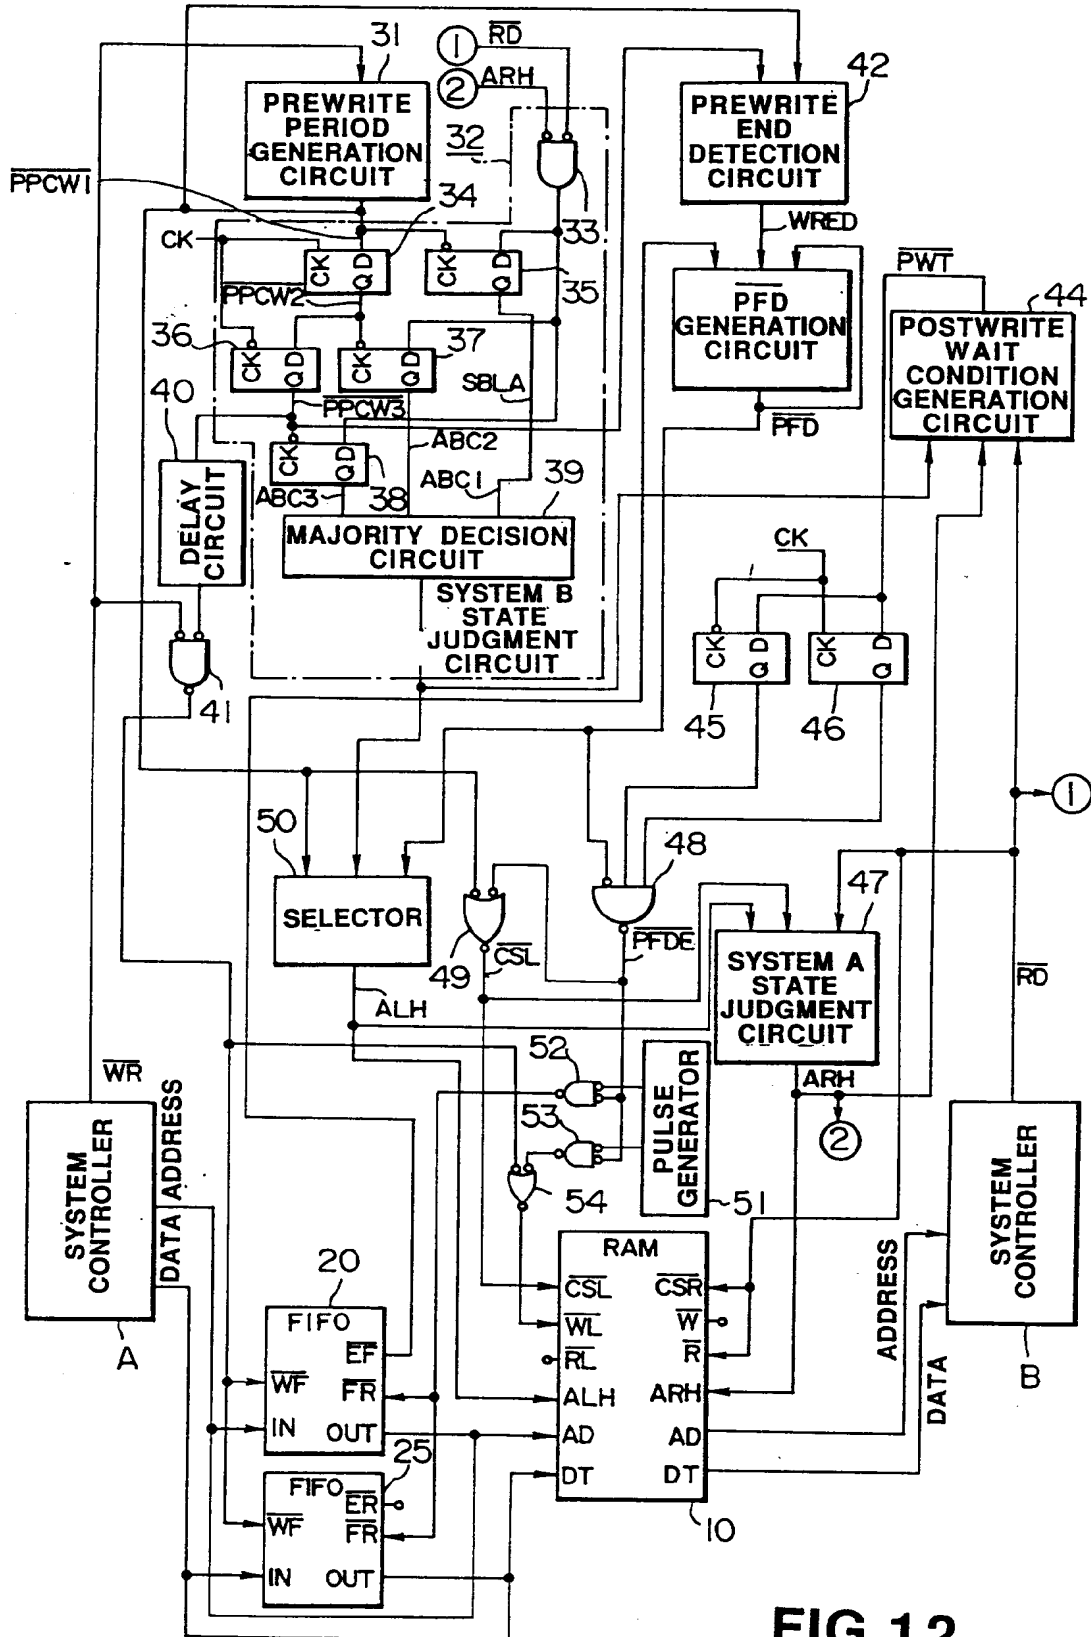 31
1
RD
2
ARH
42
PREWRITE
PERIOD
GENERATION
CIRCUIT
32
PREWRITE
END
DETECTION
CIRCUIT
PPCW1
34
33
WRED
CK
CK
Q D
CK
Q D
35
PWT
PPCW2
PFD
GENERATION
CIRCUIT
44
36
CK
Q D
CK
Q D
37
SBLA
POSTWRITE
WAIT
CONDITION
GENERATION
CIRCUIT
40
PPCW3
PFD
CK
Q D
ABC2
38
ABC3
ABC1
39
DELAY
CIRCUIT
MAJORITY DECISION
CIRCUIT
CK
SYSTEM B
STATE
JUDGMENT
CIRCUIT
CK
Q D
CK
Q D
41
45
46
1
50
48
47
SELECTOR
49
CSL
PFDE
SYSTEM A
STATE
JUDGMENT
CIRCUIT
RD
ALH
52
WR
ARH
53
PULSE
GENERATOR
2
SYSTEM
CONTROLLER
DATA ADDRESS
54
51
SYSTEM
CONTROLLER
RAM
20
CSL
CSR
FIFO
WL
W
A
EF
RL
R
ADDRESS
B
WF
FR
ALH
ARH
DATA
IN
OUT
AD
AD
25
DT
DT
FIFO
ER
WF
FR
10
IN
OUT
FIG.12